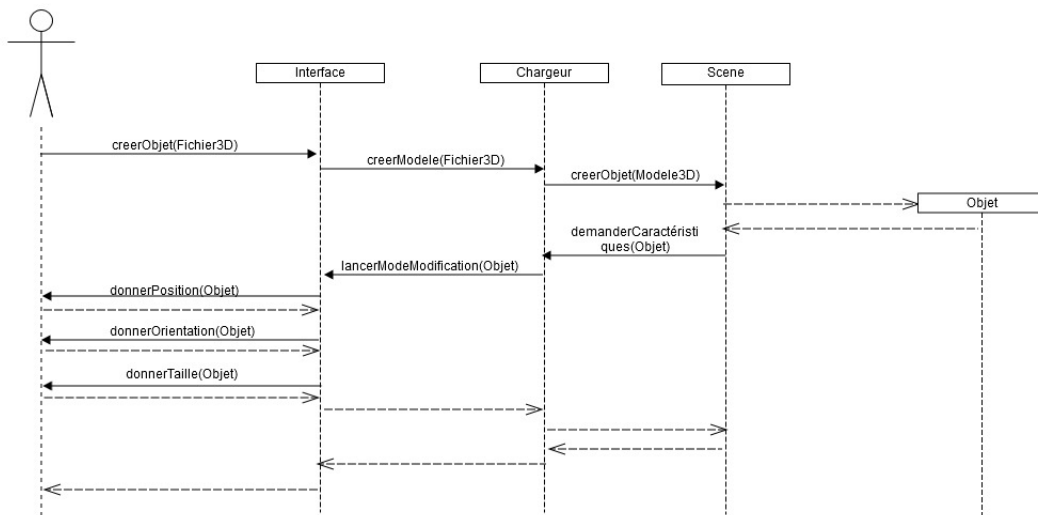 Interface
Chargeur
Scene
creerObjet(Fichier3D)
creerModele(Fichier3D)
creerObjet(Modele3D)
Objet
demanderCaractéristi
ques(Objet)
lancerModeModification(Objet)
donnerPosition(Objet)
donnerOrientation(Objet)
donnerTaille(Objet)